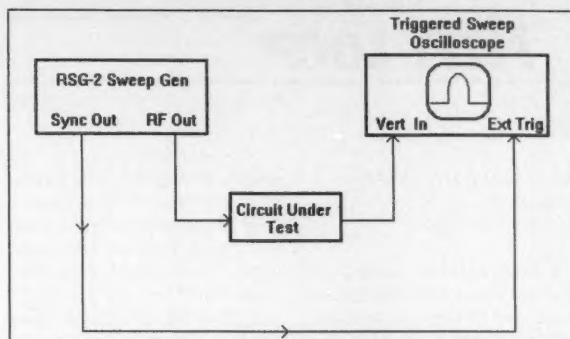 Triggered Sweep
Oscilloscope
RSG-2 Sweep Gen
Sync Out RF Out
Vert In Ext Trig
Circuit Under
Test